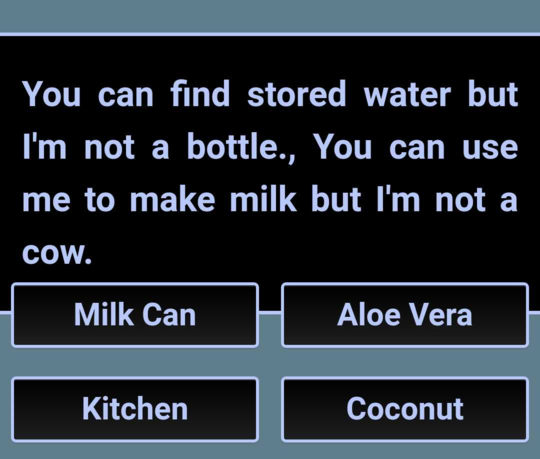 You can find stored water but
I'm not a bottle., You can use
me to make milk but I'm not a
cow.
Milk Can
Aloe Vera
Kitchen
Coconut